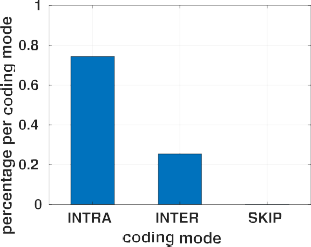 percentage per coding mode
1
0.8
0.6
0.4
0.2
0
INTRA INTER SKIP
coding mode